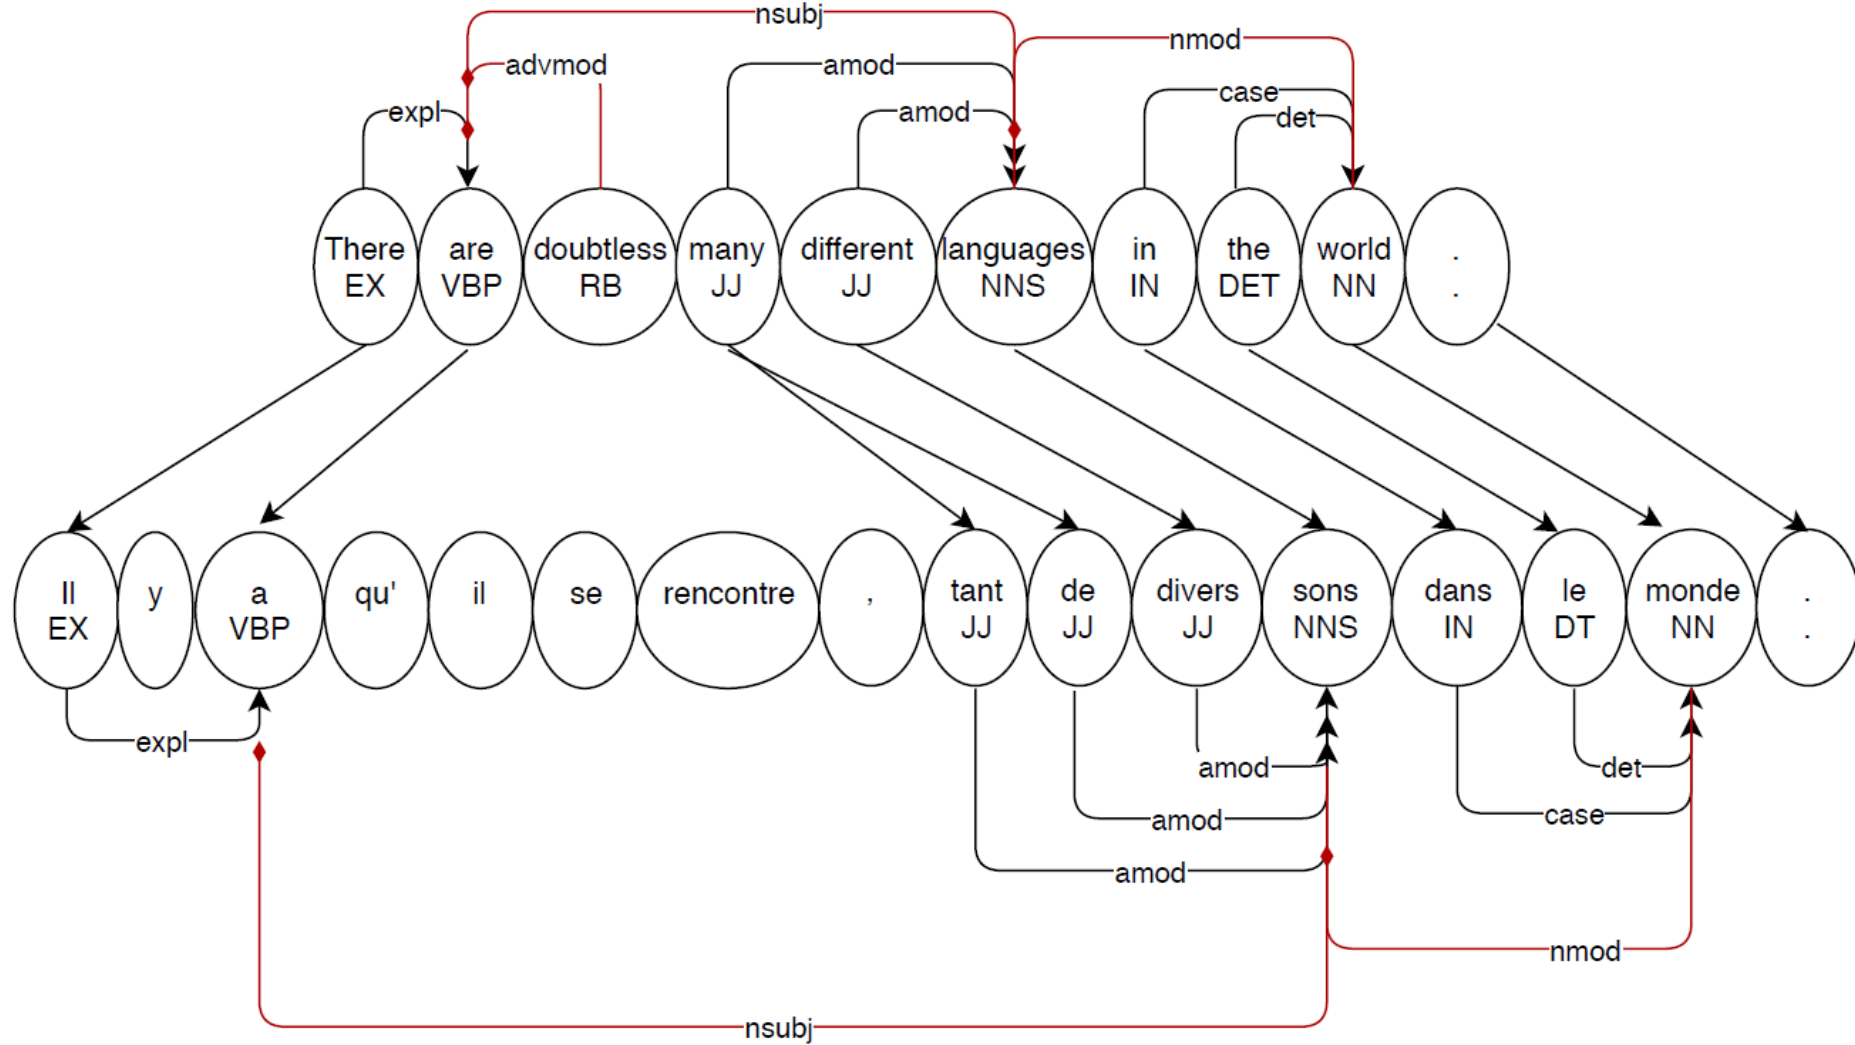 nsubj
nmod
advmod
amod
case
expl
amod
det
There are doubtless many different languages in the world .
EX VBP RB JJ JJ NNS IN DET NN .
Il y a qu' il se rencontre , tant de divers sons dans le monde .
EX VBP JJ JJ JJ NNS IN DT NN .
expl
amod
det
amod
case
amod
nmod
nsubj